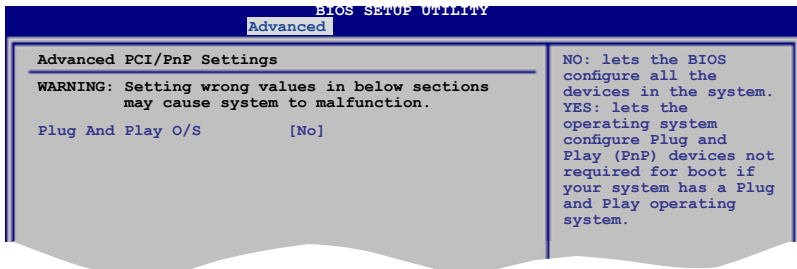 BIOS SETUP UTILITY
Advanced
Advanced PCI/PnP Settings
WARNING: Setting wrong values in below sections
may cause system to malfunction.
Plug And Play O/S [No]
NO: lets the BIOS
configure all the
devices in the system.
YES: lets the
operating system
configure Plug and
Play (PnP) devices not
required for boot if
your system has a Plug
and Play operating
system.